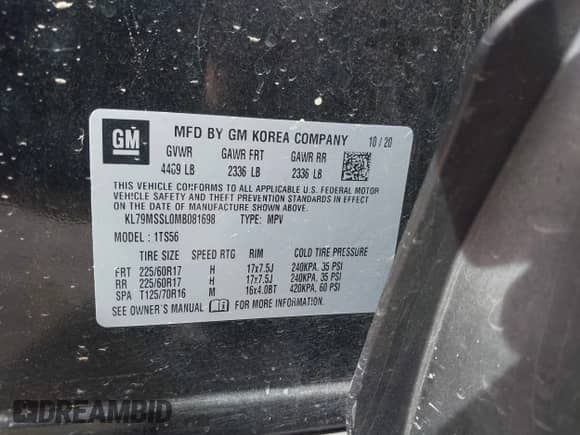 GM
MFD BY GM KOREA COMPANY 10 / 20
GVWR GAWR FRT GAWR RR
4409 LB 2336 LB 2336 LB
THIS VEHICLE CONFORMS TO ALL APPLICABLE U.S. FEDERAL MOTOR
VEHICLE SAFETY AND THEFT PREVENTION STANDARDS IN EFFECT
ON THE DATE OF MANUFACTURE SHOWN ABOVE.
KL79MSSL0MB081698 TYPE: MPV
MODEL : 1TS56
TIRE SIZE SPEED RTG RIM COLD TIRE PRESSURE
FRT 225/60R17 H 17x7.5J 240KPA, 35 PSI
RR 225/60R17 H 17x7.5J 240KPA, 35 PSI
SPA T125/70R16 M 16x4.0BT 420KPA, 60 PSI
SEE OWNER'S MANUAL FOR MORE INFORMATION.
DREAMBID